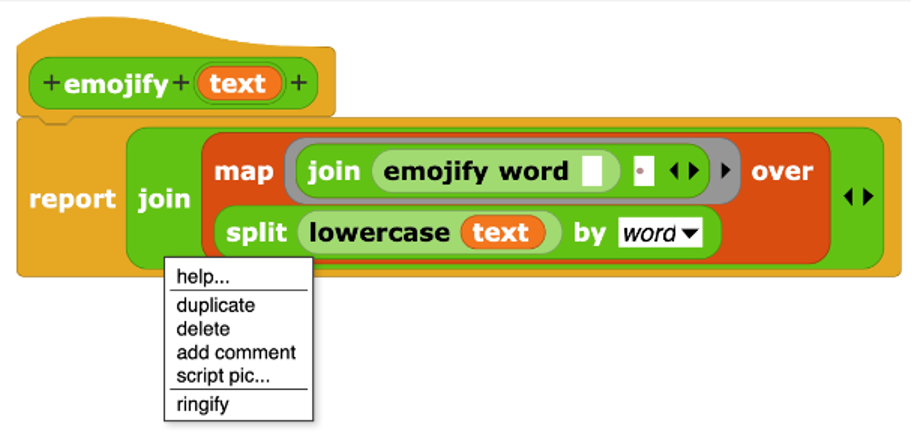 + emojify + text +
map join emojify word over
report join
split lowercase text by word
help...
duplicate
delete
add comment
script pic...
ringify